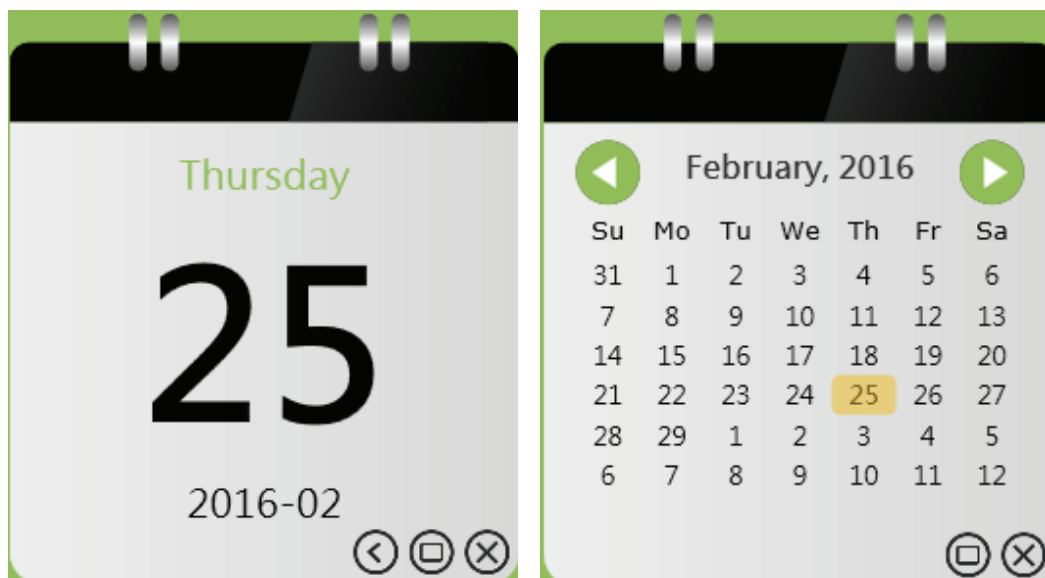 Thursday
25
2016-02
February, 2016
Su Mo Tu We Th Fr Sa
31 1 2 3 4 5 6
7 8 9 10 11 12 13
14 15 16 17 18 19 20
21 22 23 24 25 26 27
28 29 1 2 3 4 5
6 7 8 9 10 11 12